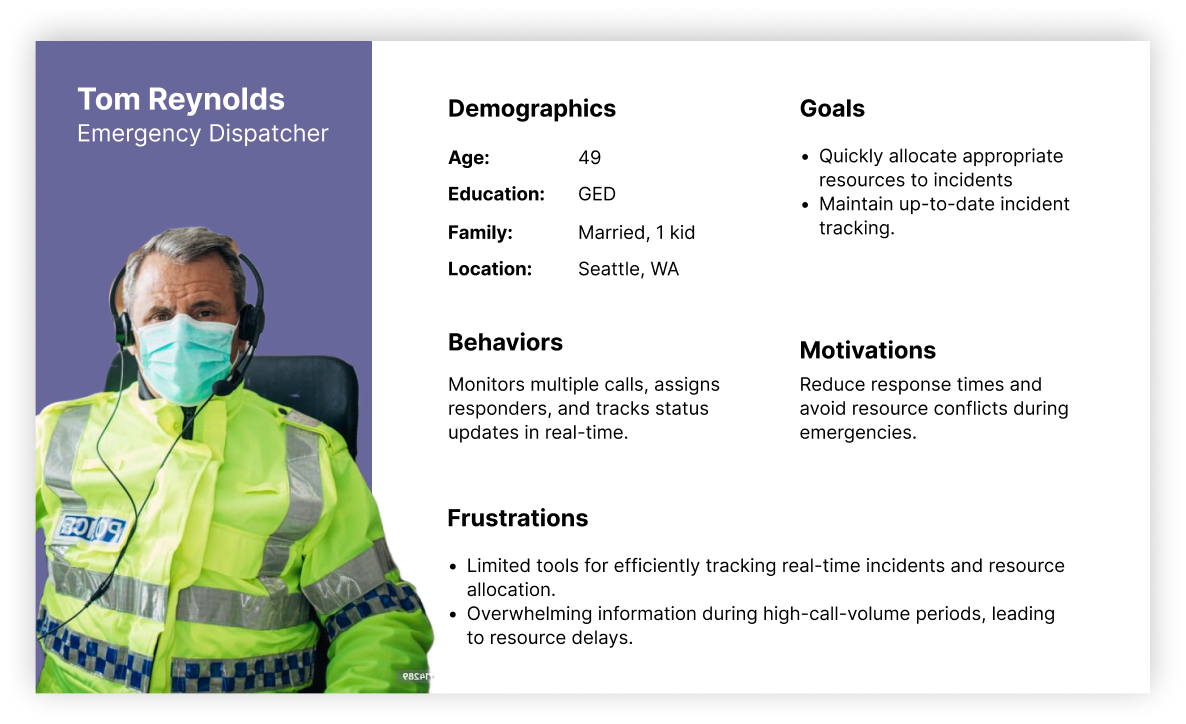 Tom Reynolds
Emergency Dispatcher
Demographics
Age: 49
Education: GED
Family: Married, 1 kid
Location: Seattle, WA
Goals
• Quickly allocate appropriate
resources to incidents
• Maintain up-to-date incident
tracking.
Behaviors
Monitors multiple calls, assigns
responders, and tracks status
updates in real-time.
Motivations
Reduce response times and
avoid resource conflicts during
emergencies.
Frustrations
• Limited tools for efficiently tracking real-time incidents and resource
allocation.
• Overwhelming information during high-call-volume periods, leading
to resource delays.
POLICE